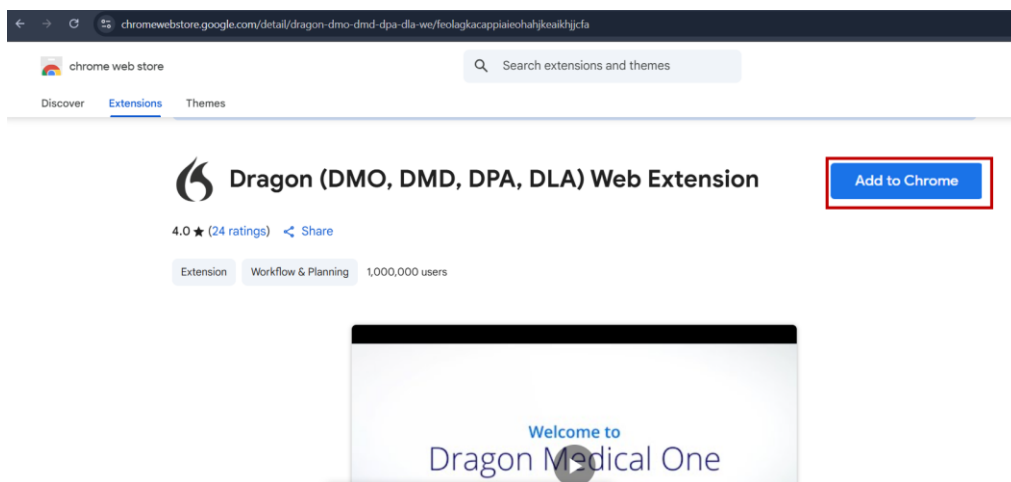 chromewebstore.google.com/detail/dragon-dmo-dmd-dpa-dla-we/feolagkacappiaieohahjkeaikhjjcfa
chrome web store
Search extensions and themes
Discover Extensions Themes
Dragon (DMO, DMD, DPA, DLA) Web Extension
Add to Chrome
4.0 ★ (24 ratings) Share
Extension Workflow & Planning 1,000,000 users
Welcome to
Dragon Medical One